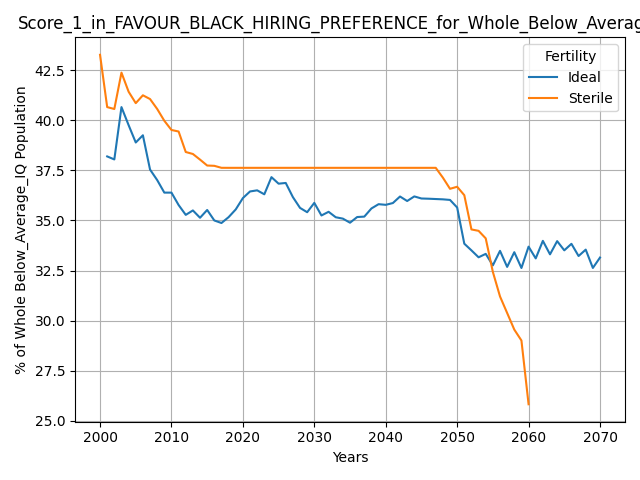 Score_1_in_FAVOUR_BLACK_HIRING_PREFERENCE_for_Whole_Below_Averag
Fertility
Ideal
Sterile
% of Whole Below_Average_IQ Population
42.5
40.0
37.5
35.0
32.5
30.0
27.5
25.0
2000 2010 2020 2030 2040 2050 2060 2070
Years